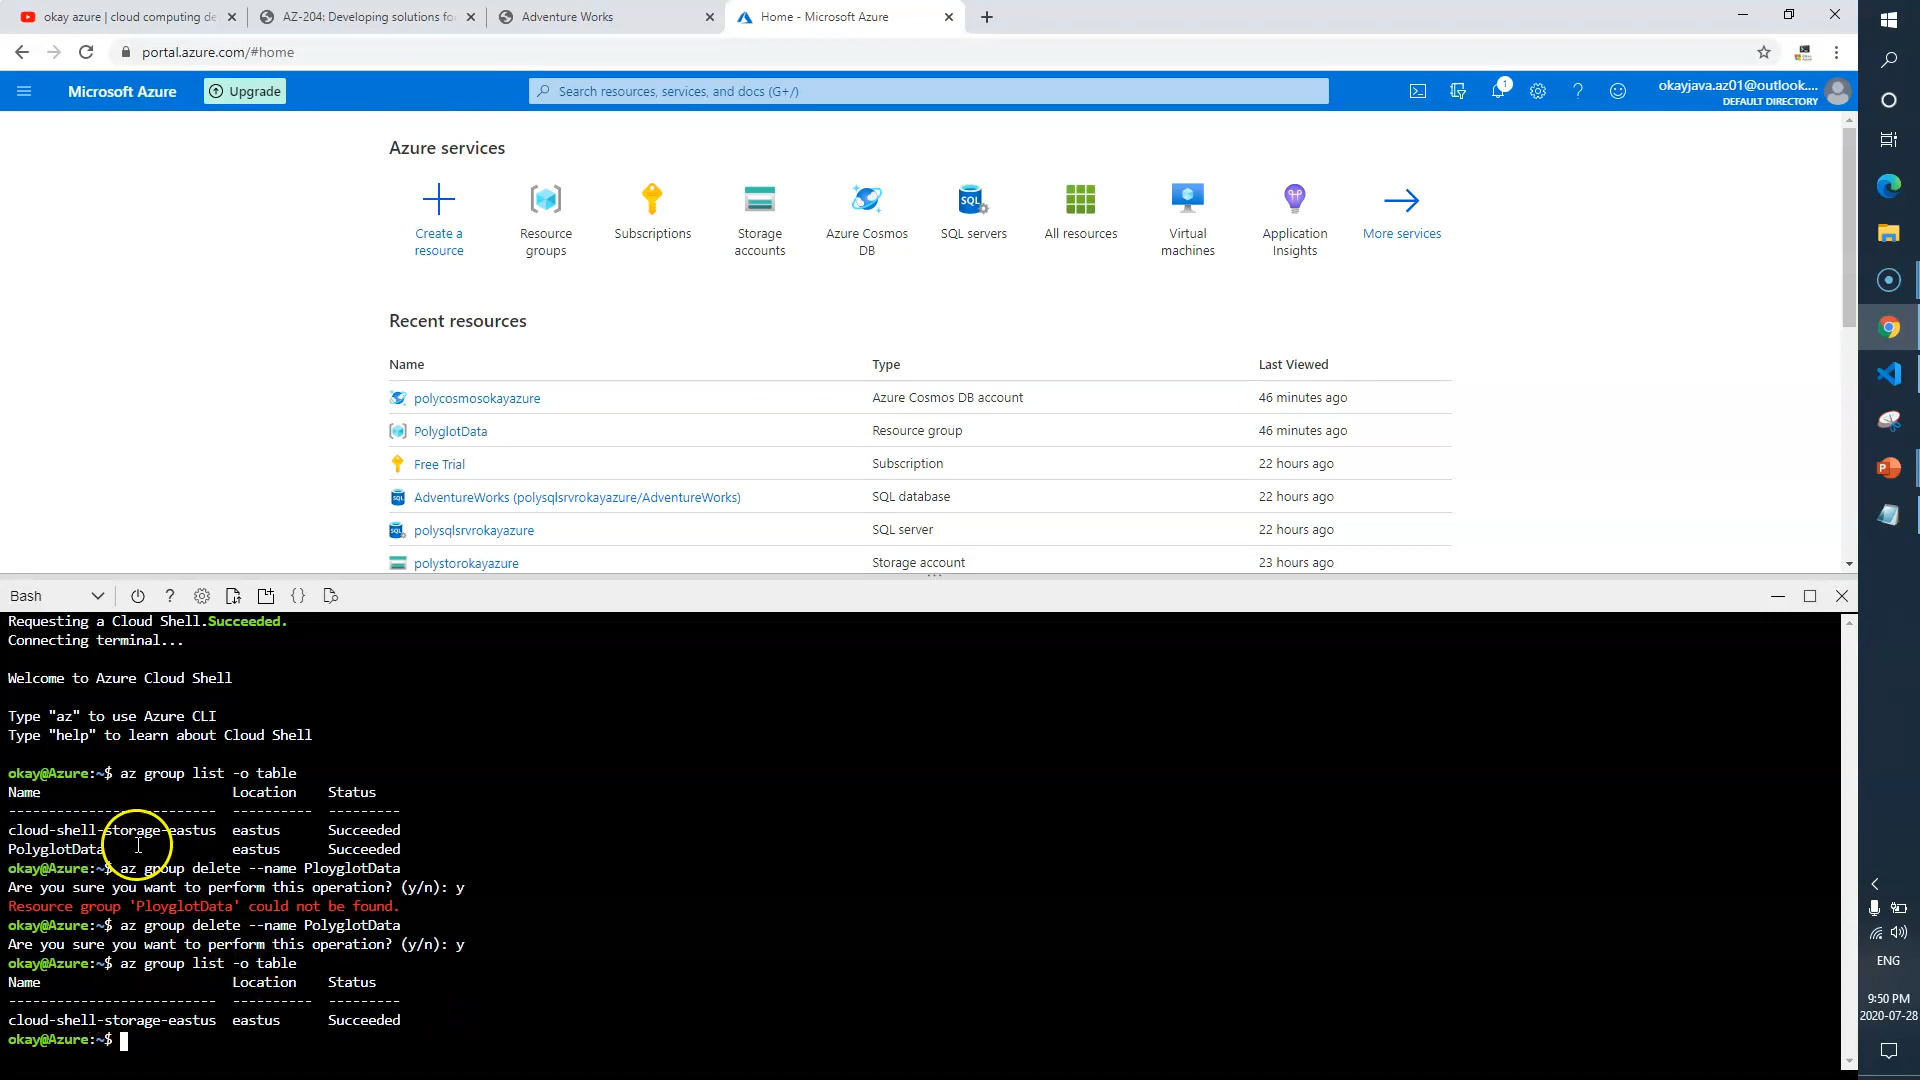 okay azure | cloud computing de
AZ-204: Developing solutions fo
Adventure Works
Home - Microsoft Azure
portal.azure.com/#home
Microsoft Azure
Upgrade
Search resources, services, and docs (G+/)
1
okayjava.az01@outlook....
DEFAULT DIRECTORY
Azure services
Create a resource
Resource groups
Subscriptions
Storage accounts
Azure Cosmos DB
SQL servers
All resources
Virtual machines
Application Insights
More services
Recent resources
Name Type Last Viewed
polycosmosokayazure Azure Cosmos DB account 46 minutes ago
PolyglotData Resource group 46 minutes ago
Free Trial Subscription 22 hours ago
AdventureWorks (polysqlsrvrokayazure/AdventureWorks) SQL database 22 hours ago
polysqlsrvrokayazure SQL server 22 hours ago
polystorokayazure Storage account 23 hours ago
Bash
Requesting a Cloud Shell.Succeeded.
Connecting terminal...
Welcome to Azure Cloud Shell
Type "az" to use Azure CLI
Type "help" to learn about Cloud Shell
okay@Azure:~$ az group list -o table
Name Location Status
-------------------------- ---------- ---------
cloud-shell-storage-eastus eastus Succeeded
PolyglotData eastus Succeeded
okay@Azure:~$ az group delete --name PloyglotData
Are you sure you want to perform this operation? (y/n): y
Resource group 'PloyglotData' could not be found.
okay@Azure:~$ az group delete --name PolyglotData
Are you sure you want to perform this operation? (y/n): y
okay@Azure:~$ az group list -o table
Name Location Status
-------------------------- ---------- ---------
cloud-shell-storage-eastus eastus Succeeded
okay@Azure:~$
ENG
9:50 PM
2020-07-28